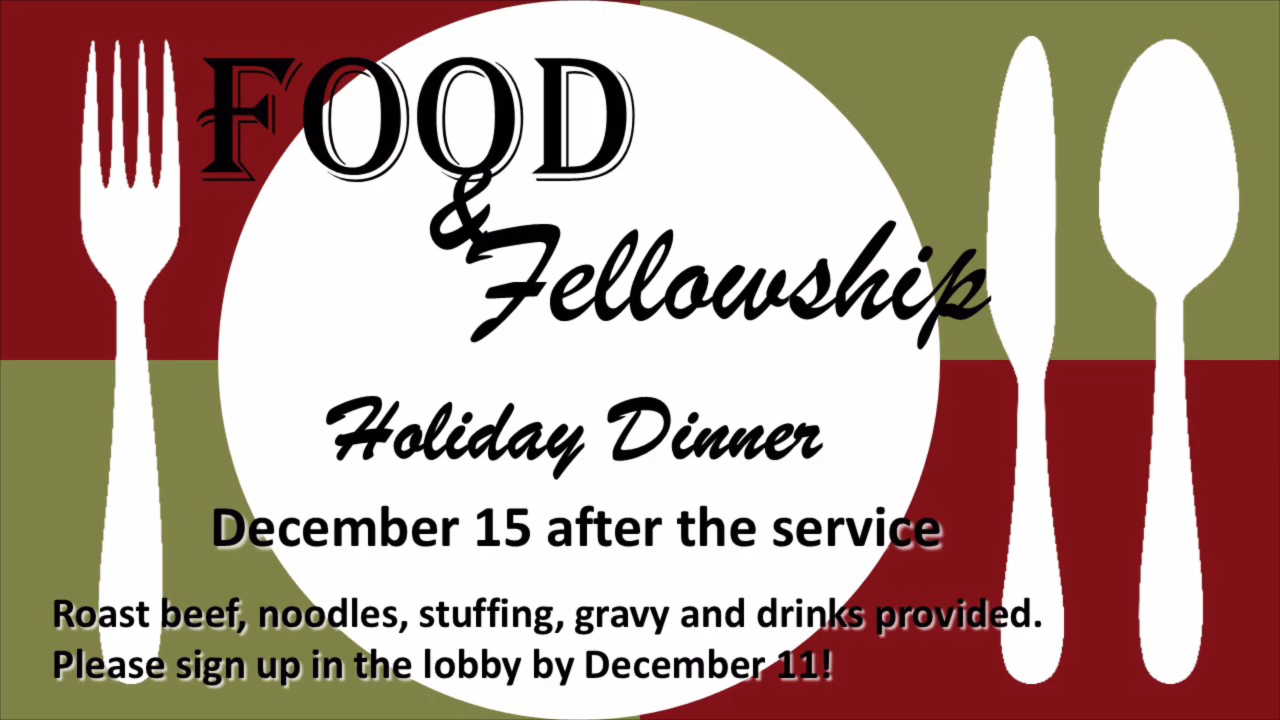 FOOD
&
Fellowship
Holiday Dinner
December 15 after the service
Roast beef, noodles, stuffing, gravy and drinks provided.
Please sign up in the lobby by December 11!